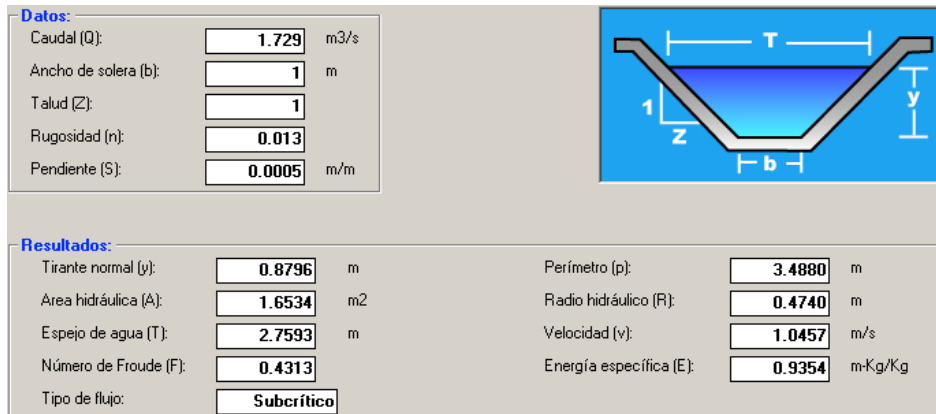 Datos:
Caudal (Q): 1.729 m3/s
Ancho de solera (b): 1 m
Talud (Z): 1
Rugosidad (n): 0.013
Pendiente (S): 0.0005 m/m
T
1
Z
b
y
Resultados:
Tirante normal (y): 0.8796 m Perímetro (p): 3.4880 m
Area hidráulica (A): 1.6534 m2 Radio hidráulico (R): 0.4740 m
Espejo de agua (T): 2.7593 m Velocidad (v): 1.0457 m/s
Número de Froude (F): 0.4313 Energía específica (E): 0.9354 m-Kg/Kg
Tipo de flujo: Subcrítico